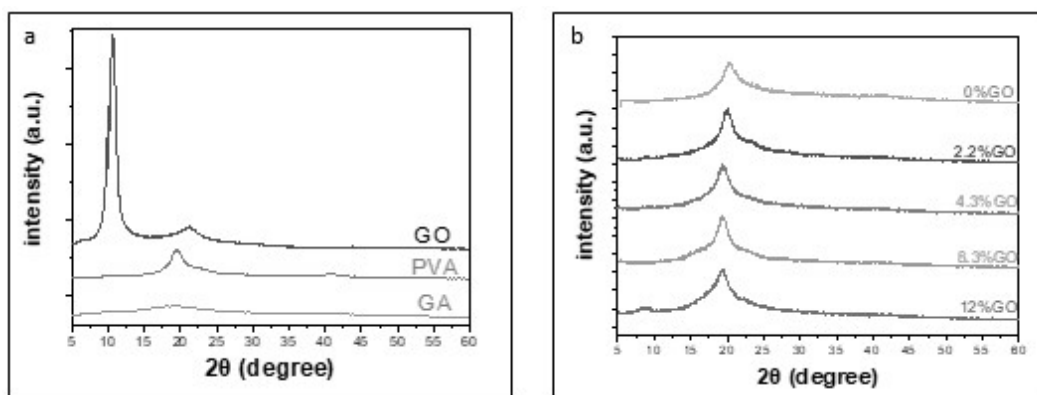 a
intensity (a.u.)
GO
PVA
GA
5 10 15 20 25 30 35 40 45 50 55 60
2θ (degree)
b
intensity (a.u.)
0%GO
2.2%GO
4.3%GO
8.3%GO
12%GO
5 10 15 20 25 30 35 40 45 50 55 60
2θ (degree)